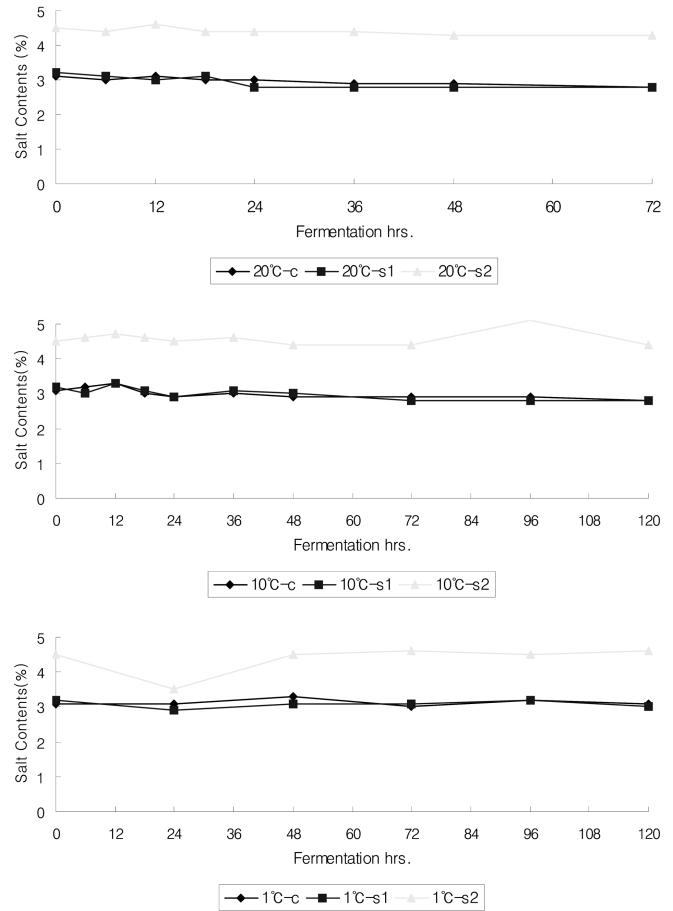 5
4
3
2
1
0
Salt Contents (%)
0 12 24 36 48 60 72
Fermentation hrs.
20℃-c 20℃-s1 20℃-s2
5
4
3
2
1
0
Salt Contents(%)
0 12 24 36 48 60 72 84 96 108 120
Fermentation hrs.
10℃-c 10℃-s1 10℃-s2
5
4
3
2
1
0
Salt Contents(%)
0 12 24 36 48 60 72 84 96 108 120
Fermentation hrs.
1℃-c 1℃-s1 1℃-s2